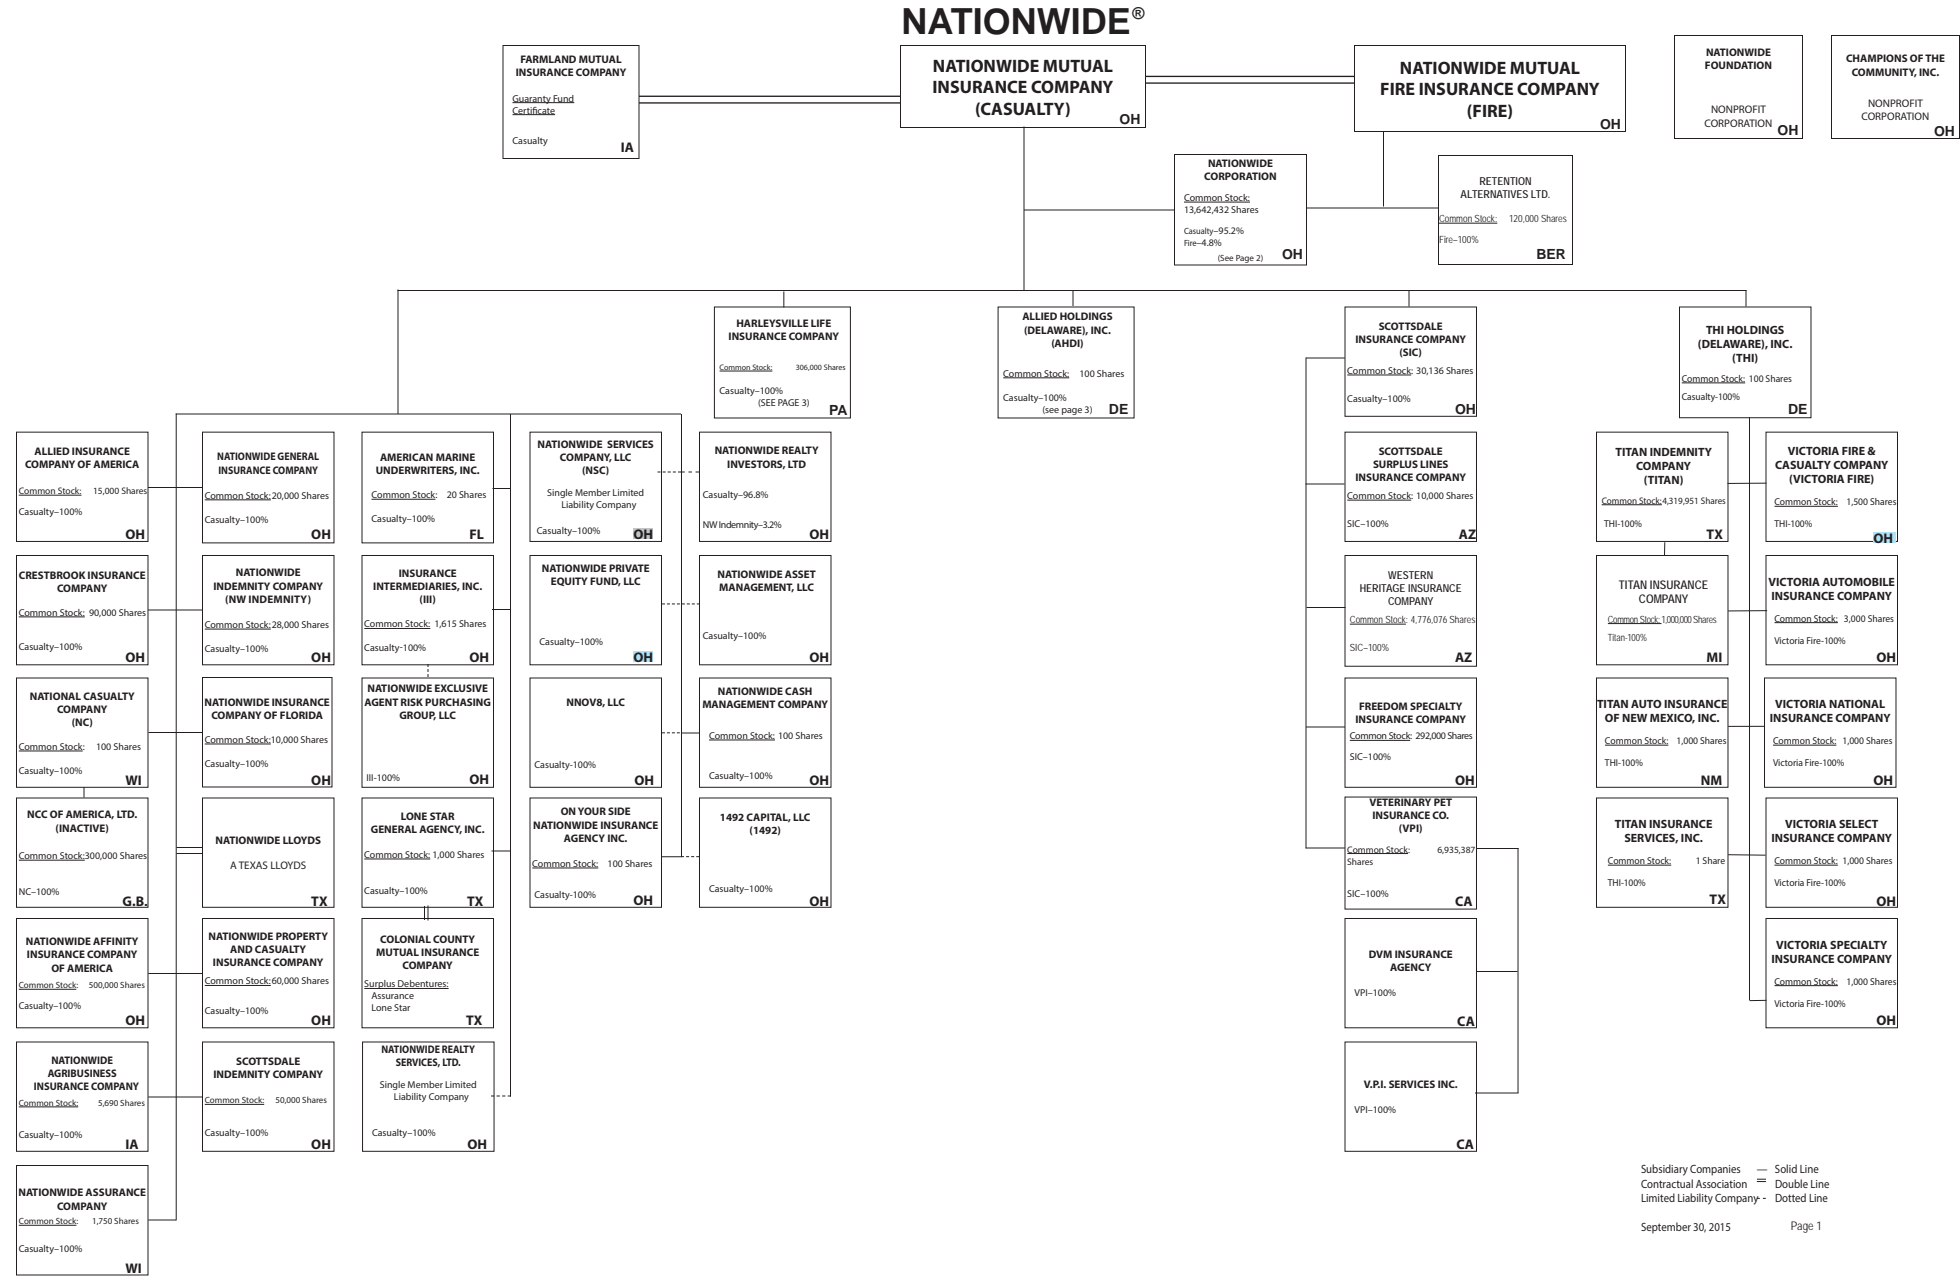 NATIONWIDE®
FARMLAND MUTUAL
INSURANCE COMPANY
Guaranty Fund
Certificate
Casualty
IA
NATIONWIDE MUTUAL
INSURANCE COMPANY
(CASUALTY)
OH
NATIONWIDE MUTUAL
FIRE INSURANCE COMPANY
(FIRE)
OH
NATIONWIDE
FOUNDATION
NONPROFIT
CORPORATION
OH
CHAMPIONS OF THE
COMMUNITY, INC.
NONPROFIT
CORPORATION
OH
NATIONWIDE
CORPORATION
Common Stock:
13,642,432 Shares
Casualty–95.2%
Fire–4.8%
(See Page 2)
OH
RETENTION
ALTERNATIVES LTD.
Common Stock: 120,000 Shares
Fire–100%
BER
HARLEYSVILLE LIFE
INSURANCE COMPANY
Common Stock: 306,000 Shares
Casualty–100%
(SEE PAGE 3)
PA
ALLIED HOLDINGS
(DELAWARE), INC.
(AHDI)
Common Stock: 100 Shares
Casualty–100%
(see page 3)
DE
SCOTTSDALE
INSURANCE COMPANY
(SIC)
Common Stock: 30,136 Shares
Casualty–100%
OH
THI HOLDINGS
(DELAWARE), INC.
(THI)
Common Stock: 100 Shares
Casualty-100%
DE
ALLIED INSURANCE
COMPANY OF AMERICA
Common Stock: 15,000 Shares
Casualty–100%
OH
NATIONWIDE GENERAL
INSURANCE COMPANY
Common Stock: 20,000 Shares
Casualty–100%
OH
AMERICAN MARINE
UNDERWRITERS, INC.
Common Stock: 20 Shares
Casualty–100%
FL
NATIONWIDE SERVICES
COMPANY, LLC
(NSC)
Single Member Limited
Liability Company
Casualty–100%
OH
NATIONWIDE REALTY
INVESTORS, LTD
Casualty–96.8%
NW Indemnity–3.2%
OH
SCOTTSDALE
SURPLUS LINES
INSURANCE COMPANY
Common Stock: 10,000 Shares
SIC–100%
AZ
TITAN INDEMNITY
COMPANY
(TITAN)
Common Stock:4,319,951 Shares
THI-100%
TX
VICTORIA FIRE &
CASUALTY COMPANY
(VICTORIA FIRE)
Common Stock: 1,500 Shares
THI-100%
OH
CRESTBROOK INSURANCE
COMPANY
Common Stock: 90,000 Shares
Casualty–100%
OH
NATIONWIDE
INDEMNITY COMPANY
(NW INDEMNITY)
Common Stock:28,000 Shares
Casualty–100%
OH
INSURANCE
INTERMEDIARIES, INC.
(III)
Common Stock: 1,615 Shares
Casualty-100%
OH
NATIONWIDE PRIVATE
EQUITY FUND, LLC
Casualty–100%
OH
NATIONWIDE ASSET
MANAGEMENT, LLC
Casualty–100%
OH
WESTERN
HERITAGE INSURANCE
COMPANY
Common Stock: 4,776,076 Shares
SIC–100%
AZ
TITAN INSURANCE
COMPANY
Common Stock: 1,000,000 Shares
Titan-100%
MI
VICTORIA AUTOMOBILE
INSURANCE COMPANY
Common Stock: 3,000 Shares
Victoria Fire-100%
OH
NATIONAL CASUALTY
COMPANY
(NC)
Common Stock: 100 Shares
Casualty–100%
WI
NATIONWIDE INSURANCE
COMPANY OF FLORIDA
Common Stock:10,000 Shares
Casualty–100%
OH
NATIONWIDE EXCLUSIVE
AGENT RISK PURCHASING
GROUP, LLC
III-100%
OH
NNOV8, LLC
Casualty-100%
OH
NATIONWIDE CASH
MANAGEMENT COMPANY
Common Stock: 100 Shares
Casualty–100%
OH
FREEDOM SPECIALTY
INSURANCE COMPANY
Common Stock: 292,000 Shares
SIC–100%
OH
TITAN AUTO INSURANCE
OF NEW MEXICO, INC.
Common Stock: 1,000 Shares
THI-100%
NM
VICTORIA NATIONAL
INSURANCE COMPANY
Common Stock: 1,000 Shares
Victoria Fire-100%
OH
NCC OF AMERICA, LTD.
(INACTIVE)
Common Stock:300,000 Shares
NC–100%
G.B.
NATIONWIDE LLOYDS
A TEXAS LLOYDS
TX
LONE STAR
GENERAL AGENCY, INC.
Common Stock: 1,000 Shares
Casualty–100%
TX
ON YOUR SIDE
NATIONWIDE INSURANCE
AGENCY INC.
Common Stock: 100 Shares
Casualty-100%
OH
1492 CAPITAL, LLC
(1492)
Casualty–100%
OH
VETERINARY PET
INSURANCE CO.
(VPI)
Common Stock: 6,935,387
Shares
SIC–100%
CA
TITAN INSURANCE
SERVICES, INC.
Common Stock: 1 Share
THI-100%
TX
VICTORIA SELECT
INSURANCE COMPANY
Common Stock: 1,000 Shares
Victoria Fire-100%
OH
NATIONWIDE AFFINITY
INSURANCE COMPANY
OF AMERICA
Common Stock: 500,000 Shares
Casualty–100%
OH
NATIONWIDE PROPERTY
AND CASUALTY
INSURANCE COMPANY
Common Stock:60,000 Shares
Casualty–100%
OH
COLONIAL COUNTY
MUTUAL INSURANCE
COMPANY
Surplus Debentures:
Assurance
Lone Star
TX
DVM INSURANCE
AGENCY
VPI–100%
CA
VICTORIA SPECIALTY
INSURANCE COMPANY
Common Stock: 1,000 Shares
Victoria Fire-100%
OH
NATIONWIDE
AGRIBUSINESS
INSURANCE COMPANY
Common Stock: 5,690 Shares
Casualty–100%
IA
SCOTTSDALE
INDEMNITY COMPANY
Common Stock: 50,000 Shares
Casualty–100%
OH
NATIONWIDE REALTY
SERVICES, LTD.
Single Member Limited
Liability Company
Casualty–100%
OH
V.P.I. SERVICES INC.
VPI–100%
CA
NATIONWIDE ASSURANCE
COMPANY
Common Stock: 1,750 Shares
Casualty–100%
WI
Subsidiary Companies — Solid Line
Contractual Association = Double Line
Limited Liability Company - - Dotted Line
September 30, 2015 Page 1